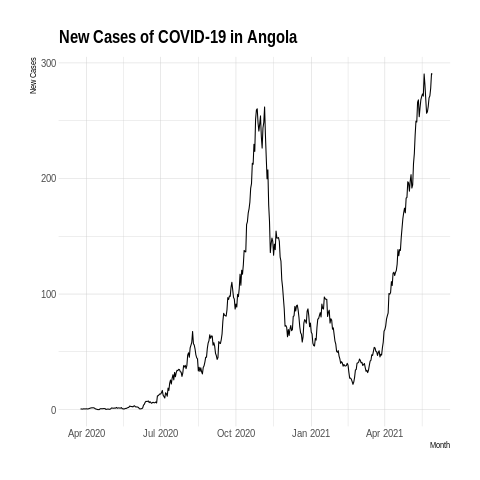 New Cases of COVID-19 in Angola
New Cases
300
200
100
0
Apr 2020 Jul 2020 Oct 2020 Jan 2021 Apr 2021
Month